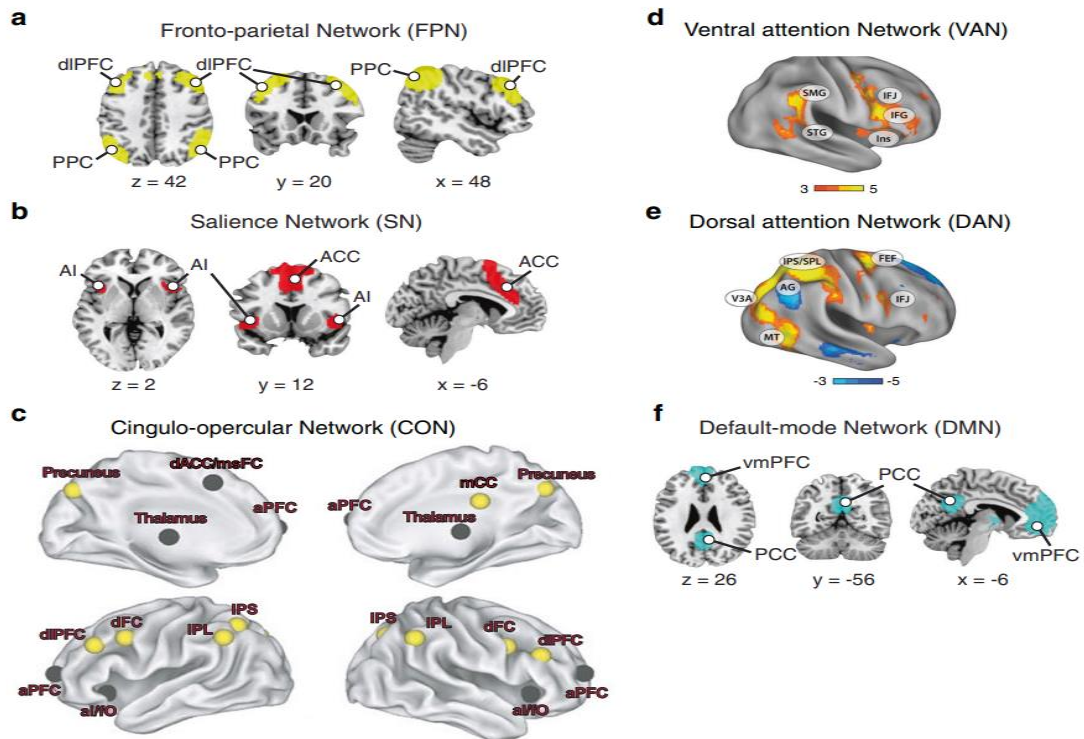 a
Fronto-parietal Network (FPN)
dlPFC
dlPFC
PPC
dlPFC
PPC
PPC
z = 42
y = 20
x = 48
b
Salience Network (SN)
AI
AI
ACC
AI
ACC
z = 2
y = 12
x = -6
c
Cingulo-opercular Network (CON)
Precuneus
dACC/msFC
aPFC
Thalamus
aPFC
mCC
Precuneus
Thalamus
dlPFC
dFC
IPL
IPS
aPFC
aI/fO
IPS
IPL
dFC
dlPFC
aPFC
aI/fO
d
Ventral attention Network (VAN)
SMG
IFJ
IFG
STG
Ins
3 5
e
Dorsal attention Network (DAN)
IPS/SPL
FEF
V3A
AG
IFJ
MT
-3 -5
f
Default-mode Network (DMN)
vmPFC
PCC
PCC
vmPFC
z = 26
y = -56
x = -6